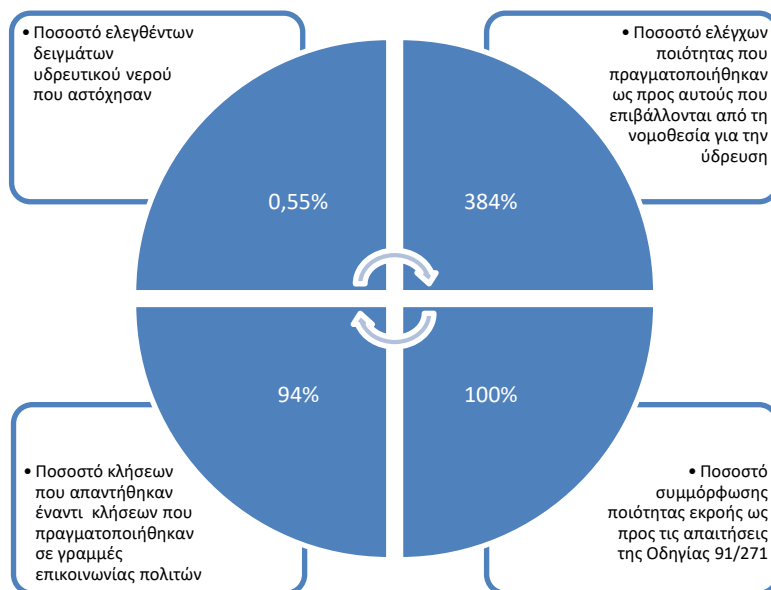 • Ποσοστό ελεγθέντων
δειγμάτων
υδρευτικού νερού
που αστόχησαν
• Ποσοστό ελέγχων
ποιότητας που
πραγματοποιήθηκαν
ως προς αυτούς που
επιβάλλονται από τη
νομοθεσία για την
ύδρευση
0,55%
384%
94%
100%
• Ποσοστό κλήσεων
που απαντήθηκαν
έναντι κλήσεων που
πραγματοποιήθηκαν
σε γραμμές
επικοινωνίας πολιτών
• Ποσοστό
συμμόρφωσης
ποιότητας εκροής ως
προς τις απαιτήσεις
της Οδηγίας 91/271